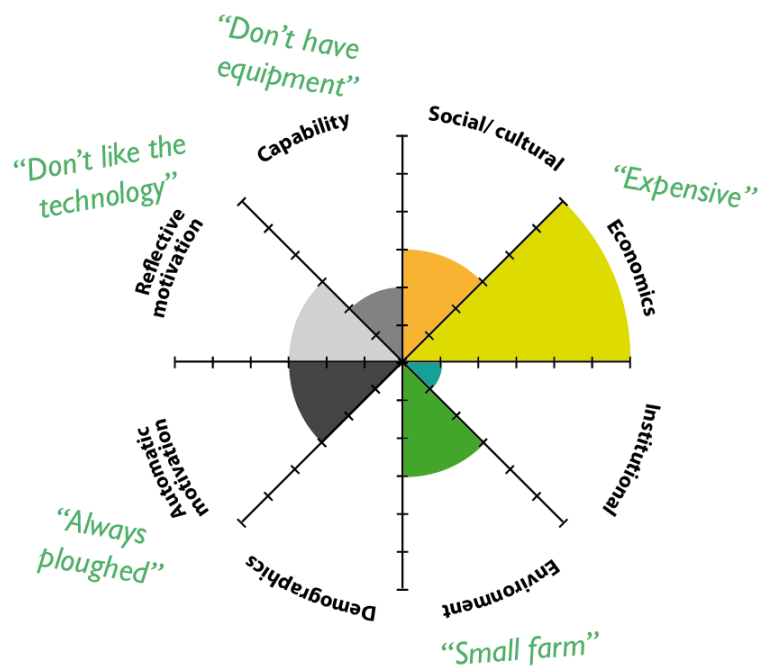 “Don’t have
equipment”
Capability
Social/ cultural
“Don’t like the
technology”
“Expensive”
Reflective
motivation
Economics
Automatic
motivation
Institutional
“Always
ploughed”
Demographics
Environment
“Small farm”